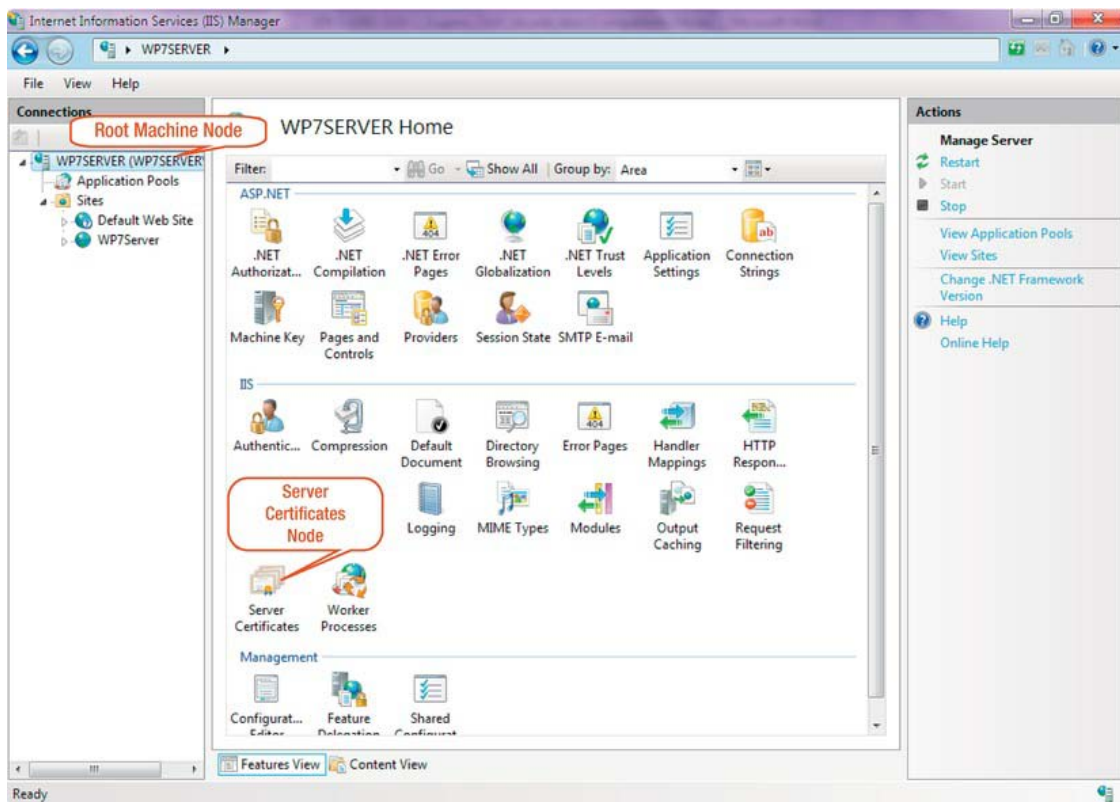 Internet Information Services (IS) Manager
WP7SERVER
File View Help
Connections
Root Machine Node
WP7SERVER (WP7SERVER
Application Pools
Sites
Default Web Site
WP7Server
WP7SERVER Home
Filter: Go Show All Group by: Area
ASP.NET
.NET Authorizat...
.NET Compilation
.NET Error Pages
.NET Globalization
.NET Trust Levels
Application Settings
Connection Strings
Machine Key
Pages and Controls
Providers
Session State
SMTP E-mail
IIS
Authentic...
Compression
Default Document
Directory Browsing
Error Pages
Handler Mappings
HTTP Respon...
Server
Certificates
Node
Logging
MIME Types
Modules
Output Caching
Request Filtering
Server Certificates
Worker Processes
Management
Configurat... Editor
Feature Delegation
Shared Configurat...
Features View Content View
Actions
Manage Server
Restart
Start
Stop
View Application Pools
View Sites
Change .NET Framework
Version
Help
Online Help
Ready